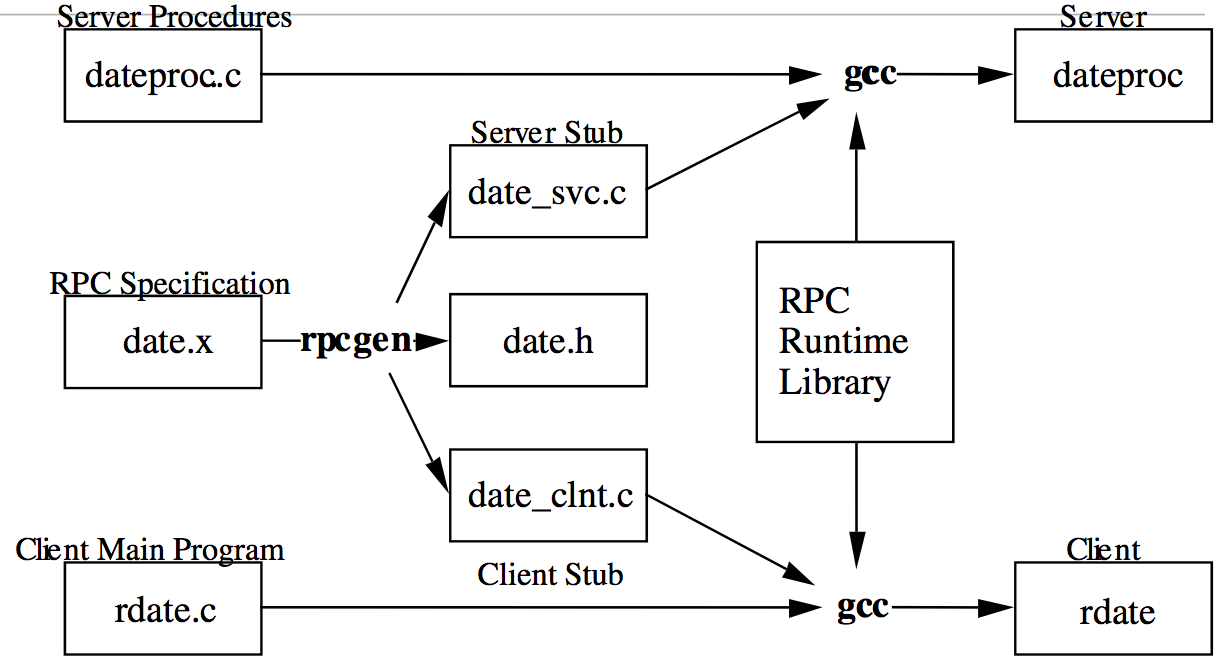 Server Procedures
Server
dateproc.c
gcc
dateproc
Server Stub
date_svc.c
RPC Specification
date.x
rpcgen
date.h
RPC
Runtime
Library
date_clnt.c
Client Main Program
Client Stub
Client
rdate.c
gcc
rdate